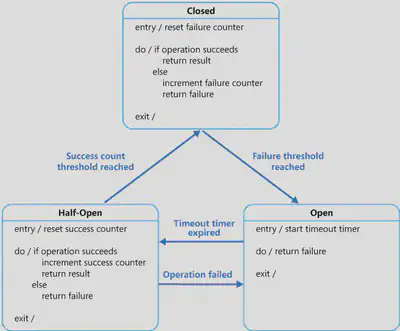 Closed
entry / reset failure counter
do / if operation succeeds
return result
else
increment failure counter
return failure
exit /
Success count
threshold reached
Failure threshold
reached
Half-Open
entry / reset success counter
do / if operation succeeds
increment success counter
return result
else
return failure
exit /
Timeout timer
expired
Operation failed
Open
entry / start timeout timer
do / return failure
exit /